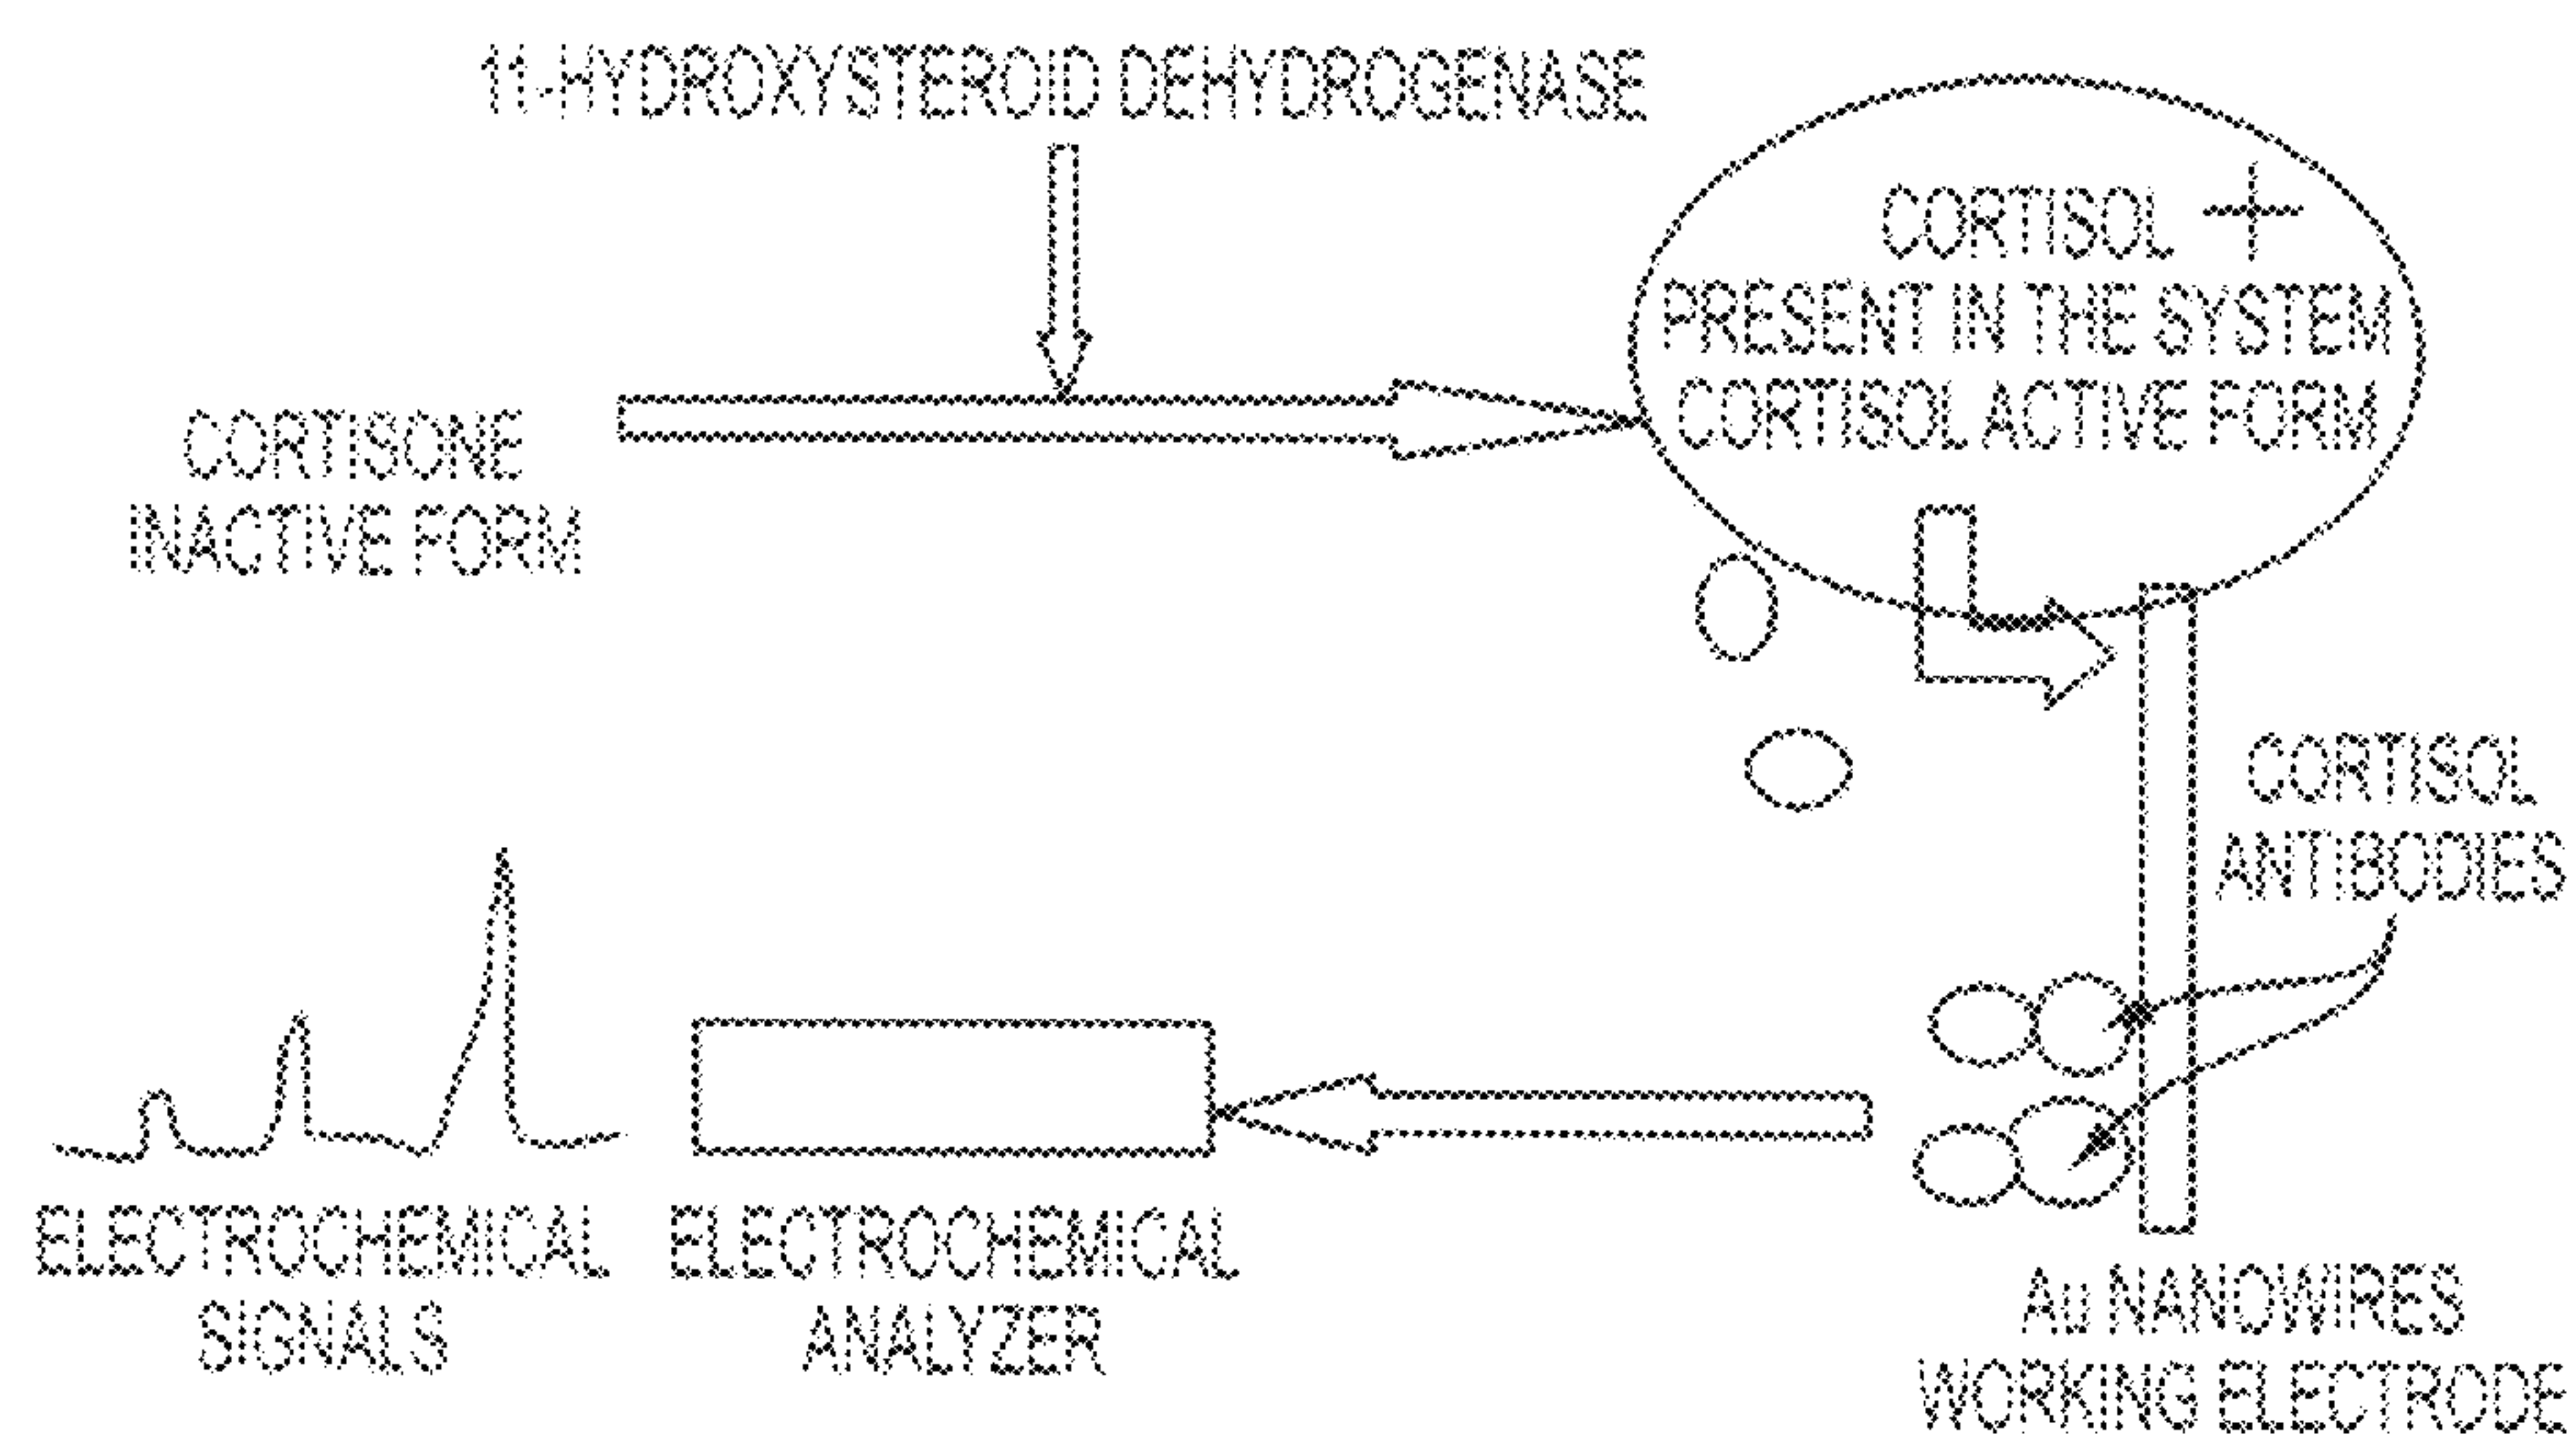 11-HYDROXYSTEROID DEHYDROGENASE
CORTISOL +
PRESENT IN THE SYSTEM
CORTISOL ACTIVE FORM
CORTISONE
INACTIVE FORM
CORTISOL
ANTIBODIES
ELECTROCHEMICAL
SIGNALS
ELECTROCHEMICAL
ANALYZER
Au NANOWIRES
WORKING ELECTRODE